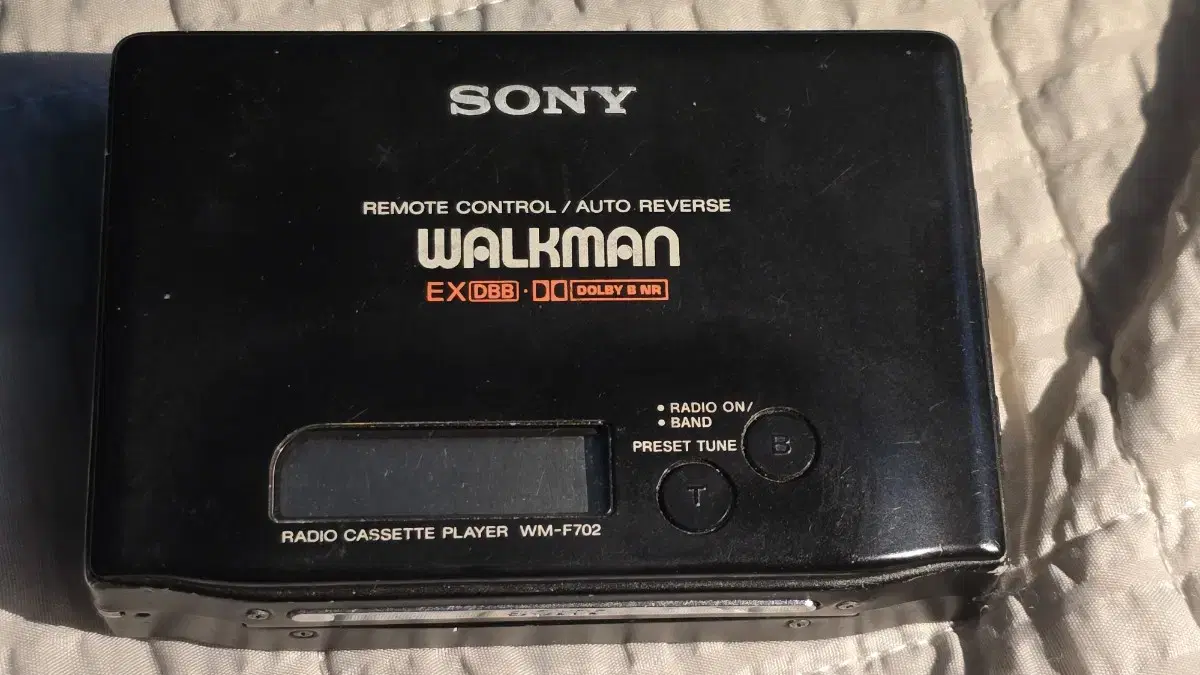 SONY
REMOTE CONTROL / AUTO REVERSE
WALKMAN
EX DBB · DOLBY B NR
• RADIO ON/
• BAND
B
PRESET TUNE
T
RADIO CASSETTE PLAYER WM-F702